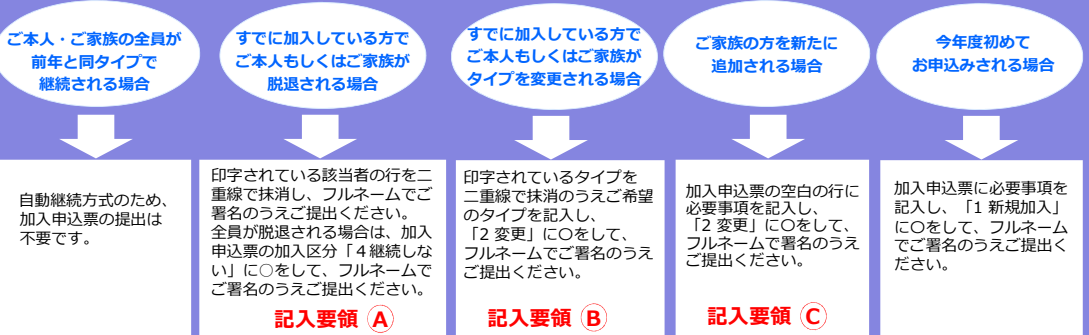 ご本人・ご家族の全員が
前年と同タイプで
継続される場合
すでに加入している方で
ご本人もしくはご家族が
脱退される場合
すでに加入している方で
ご本人もしくはご家族が
タイプを変更される場合
ご家族の方を新たに
追加される場合
今年度初めて
お申込みされる場合
自動継続方式のため、
加入申込票の提出は
不要です。
印字されている該当者の行を二
重線で抹消し、フルネームでご
署名のうえご提出ください。
全員が脱退される場合は、加入
申込票の加入区分「４継続しな
い」に○をして、フルネームで
ご署名のうえご提出ください。
記入要領 Ⓐ
印字されているタイプを
二重線で抹消のうえご希望
のタイプを記入し、
「2 変更」に〇をして、
フルネームでご署名のうえ
ご提出ください。
記入要領 Ⓑ
加入申込票の空白の行に
必要事項を記入し、
「2 変更」に〇をして、
フルネームで署名のうえ
ご提出ください。
記入要領 Ⓒ
加入申込票に必要事項を
記入し、「1 新規加入」
に〇をして、フルネーム
でご署名のうえご提出く
ださい。